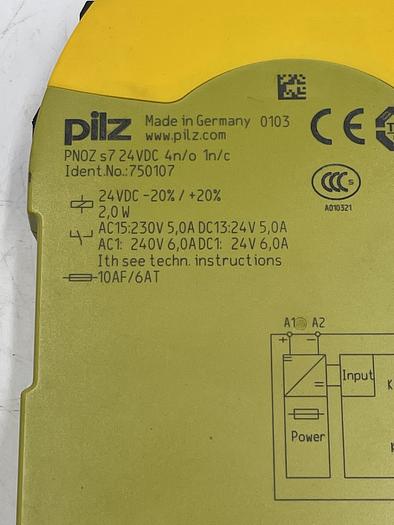 pilz Made in Germany 0103
www.pilz.com
PNOZ s7 24VDC 4n/o 1n/c
Ident.No.:750107
24VDC -20% / +20%
2,0 W
AC15:230V 5,0A DC13:24V 5,0A
AC1: 240V 6,0A DC1: 24V 6,0A
Ith see techn. instructions
10AF/6AT
CE
CCC S
A010321
A1 A2
+ -
Input
Power
K